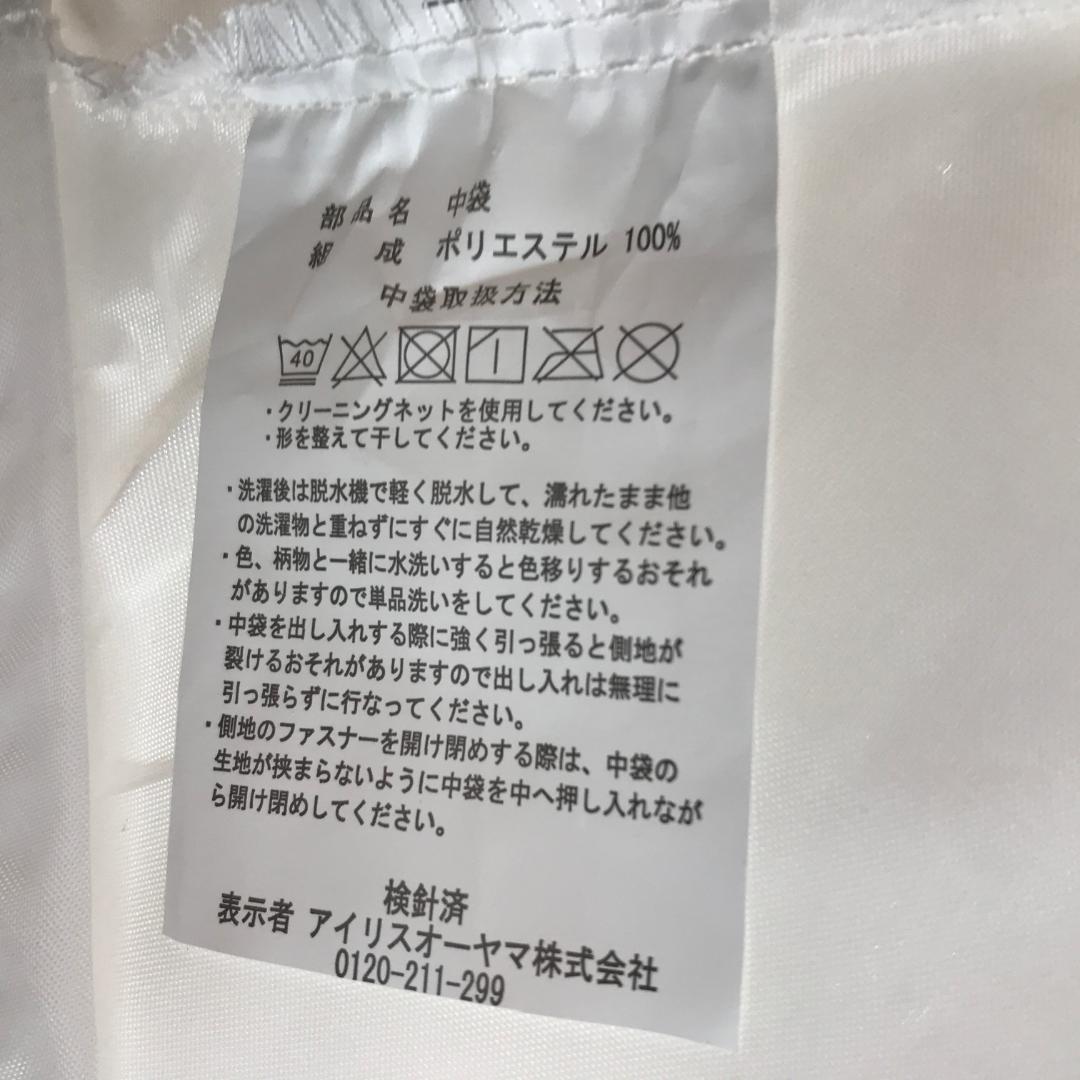 部品名 中袋
組成 ポリエステル 100%
中袋取扱方法
40
・クリーニングネットを使用してください。
・形を整えて干してください。
・洗濯後は脱水機で軽く脱水して、濡れたまま他
の洗濯物と重ねずにすぐに自然乾燥してください。
・色、柄物と一緒に水洗いすると色移りするおそれ
がありますので単品洗いをしてください。
・中袋を出し入れする際に強く引っ張ると側地が
裂けるおそれがありますので出し入れは無理に
引っ張らずに行なってください。
・側地のファスナーを開け閉めする際は、中袋の
生地が挟まらないように中袋を中へ押し入れなが
ら開け閉めしてください。
検針済
表示者 アイリスオーヤマ株式会社
0120-211-299